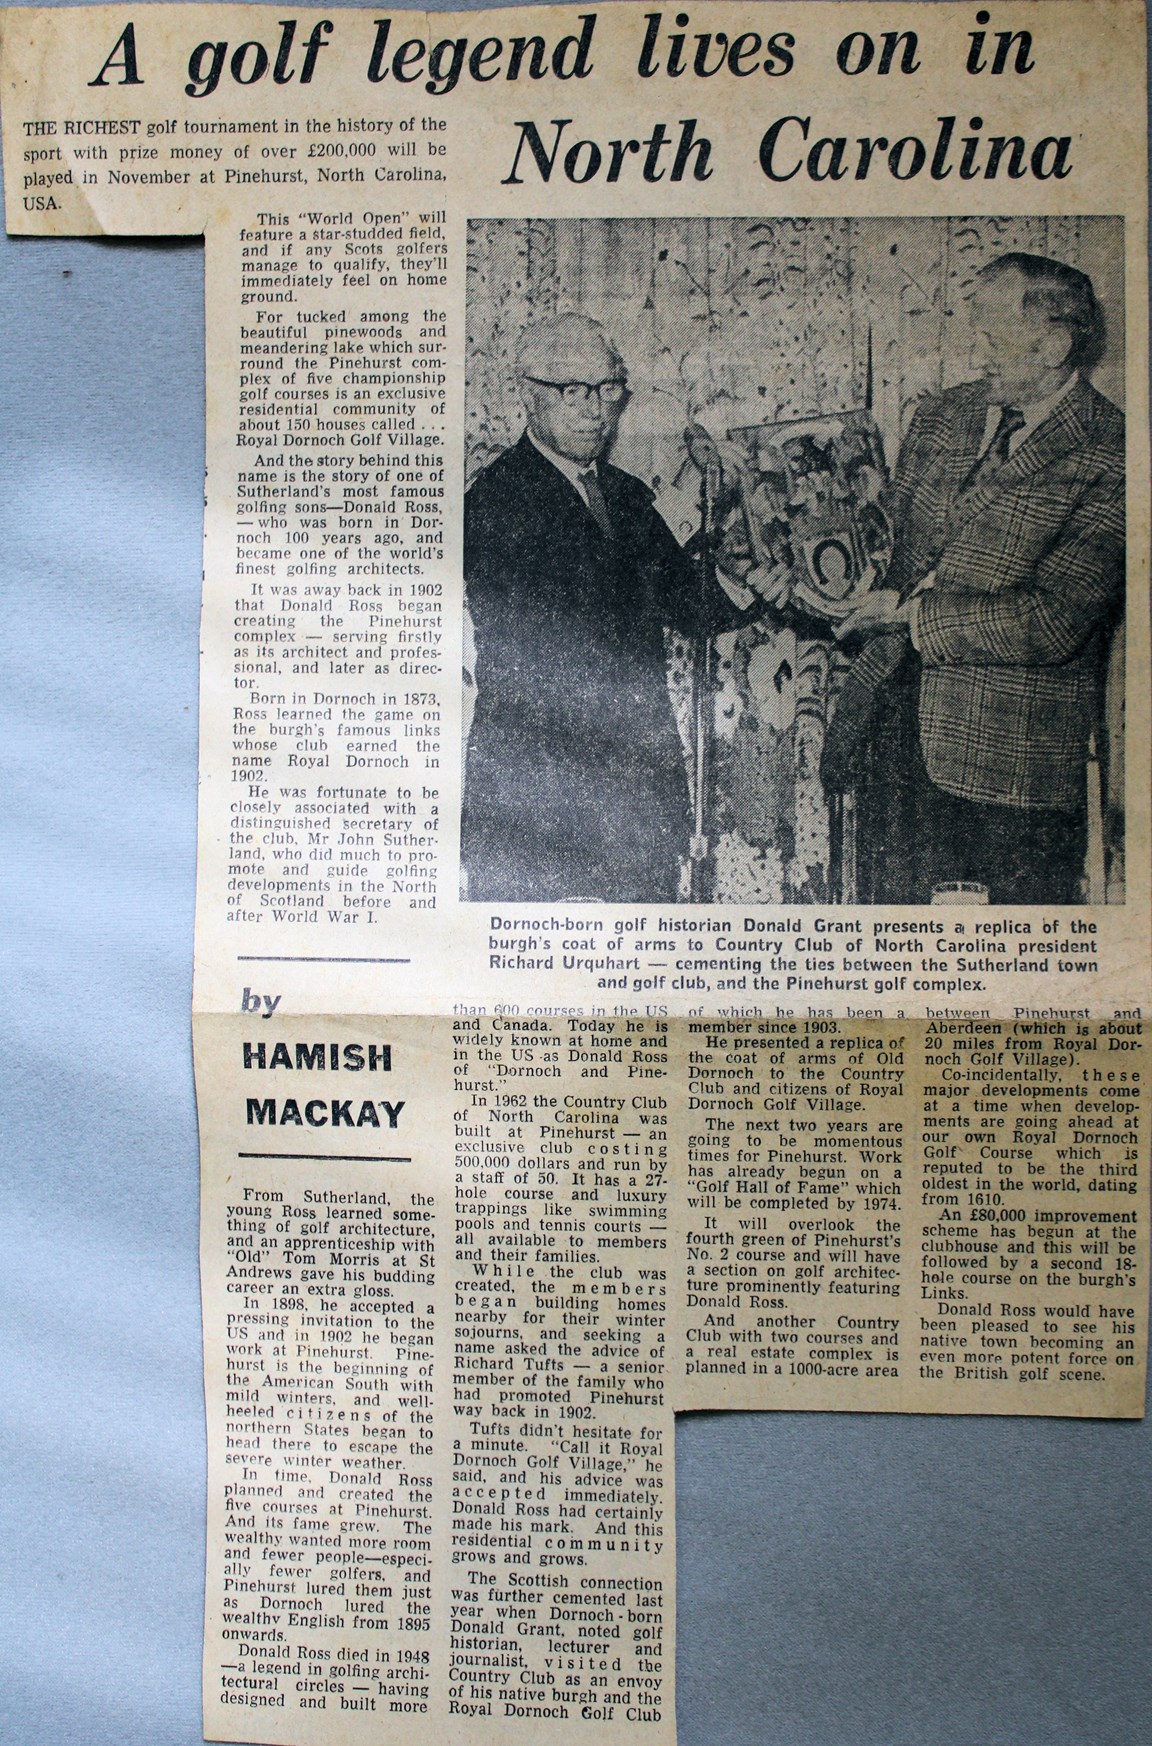 A golf legend lives on in
North Carolina
THE RICHEST golf tournament in the history of the
sport with prize money of over £200,000 will be
played in November at Pinehurst, North Carolina,
USA.
This "World Open" will
feature a star-studded field,
and if any Scots golfers
manage to qualify, they'll
immediately feel on home
ground.
For tucked among the
beautiful pinewoods and
meandering lake which sur-
round the Pinehurst com-
plex of five championship
golf courses is an exclusive
residential community of
about 150 houses called . . .
Royal Dornoch Golf Village.
And the story behind this
name is the story of one of
Sutherland's most famous
golfing sons—Donald Ross,
—who was born in Dor-
noch 100 years ago, and
became one of the world's
finest golfing architects.
It was away back in 1902
that Donald Ross began
creating the Pinehurst
complex — serving firstly
as its architect and profes-
sional, and later as direc-
tor.
Born in Dornoch in 1873,
Ross learned the game on
the burgh's famous links
whose club earned the
name Royal Dornoch in
1902.
He was fortunate to be
closely associated with a
distinguished secretary of
the club, Mr John Suther-
land, who did much to pro-
mote and guide golfing
developments in the North
of Scotland before and
after World War I.
Dornoch-born golf historian Donald Grant presents a replica of the
burgh's coat of arms to Country Club of North Carolina president
Richard Urquhart — cementing the ties between the Sutherland town
and golf club, and the Pinehurst golf complex.
by
HAMISH
MACKAY
From Sutherland, the
young Ross learned some-
thing of golf architecture,
and an apprenticeship with
"Old" Tom Morris at St
Andrews gave his budding
career an extra gloss.
In 1898, he accepted a
pressing invitation to the
US and in 1902 he began
work at Pinehurst. Pine-
hurst is the beginning of
the American South with
mild winters, and well-
heeled citizens of the
northern States began to
head there to escape the
severe winter weather.
In time, Donald Ross
planned and created the
five courses at Pinehurst.
And its fame grew. The
wealthy wanted more room
and fewer people—especi-
ally fewer golfers, and
Pinehurst lured them just
as Dornoch lured the
wealthy English from 1895
onwards.
Donald Ross died in 1948
—a legend in golfing archi-
tectural circles — having
designed and built more
than 600 courses in the US
and Canada. Today he is
widely known at home and
in the US as Donald Ross
of "Dornoch and Pine-
hurst."
In 1962 the Country Club
of North Carolina was
built at Pinehurst — an
exclusive club costing
500,000 dollars and run by
a staff of 50. It has a 27-
hole course and luxury
trappings like swimming
pools and tennis courts —
all available to members
and their families.
While the club was
created, the members
began building homes
nearby for their winter
sojourns, and seeking a
name asked the advice of
Richard Tufts — a senior
member of the family who
had promoted Pinehurst
way back in 1902.
Tufts didn't hesitate for
a minute. "Call it Royal
Dornoch Golf Village," he
said, and his advice was
accepted immediately.
Donald Ross had certainly
made his mark. And this
residential community
grows and grows.
The Scottish connection
was further cemented last
year when Dornoch-born
Donald Grant, noted golf
historian, lecturer and
journalist, visited the
Country Club as an envoy
of his native burgh and the
Royal Dornoch Golf Club
of which he has been a
member since 1903.
He presented a replica of
the coat of arms of Old
Dornoch to the Country
Club and citizens of Royal
Dornoch Golf Village.
The next two years are
going to be momentous
times for Pinehurst. Work
has already begun on a
"Golf Hall of Fame" which
will be completed by 1974.
It will overlook the
fourth green of Pinehurst's
No. 2 course and will have
a section on golf architec-
ture prominently featuring
Donald Ross.
And another Country
Club with two courses and
a real estate complex is
planned in a 1000-acre area
between Pinehurst and
Aberdeen (which is about
20 miles from Royal Dor-
noch Golf Village).
Co-incidentally, these
major developments come
at a time when develop-
ments are going ahead at
our own Royal Dornoch
Golf Course which is
reputed to be the third
oldest in the world, dating
from 1610.
An £80,000 improvement
scheme has begun at the
clubhouse and this will be
followed by a second 18-
hole course on the burgh's
Links.
Donald Ross would have
been pleased to see his
native town becoming an
even more potent force on
the British golf scene.